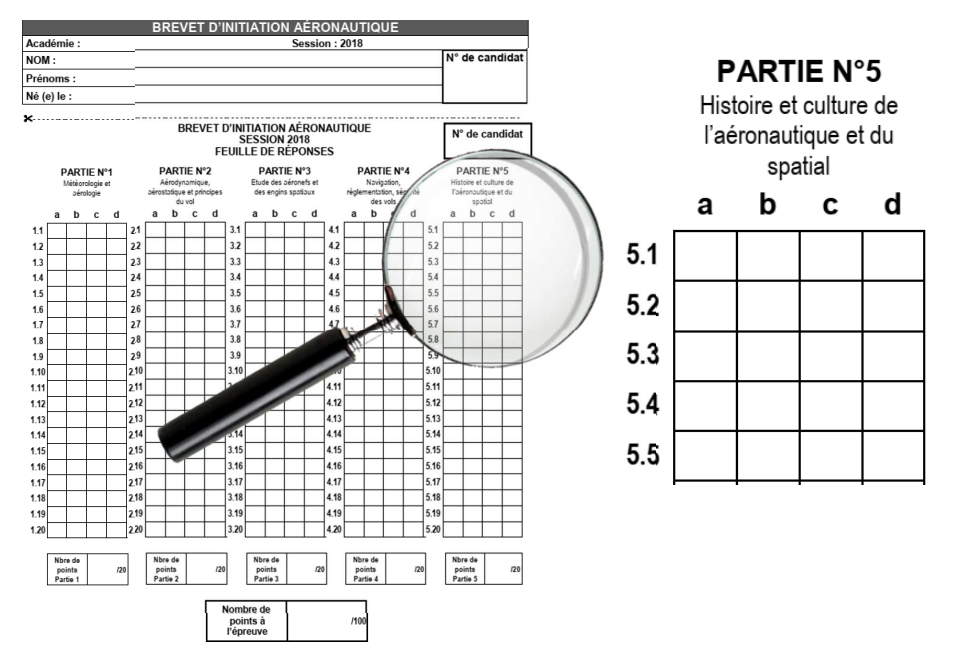 BREVET D'INITIATION AÉRONAUTIQUE
Académie :
Session : 2018
NOM :
N° de candidat
Prénoms :
Né (e) le :
BREVET D'INITIATION AÉRONAUTIQUE
SESSION 2018
FEUILLE DE RÉPONSES
N° de candidat
PARTIE N°1
Météorologie et
aérologie
a b c d
1.1
1.2
1.3
1.4
1.5
1.6
1.7
1.8
1.9
1.10
1.11
1.12
1.13
1.14
1.15
1.16
1.17
1.18
1.19
1.20
Nbre de
points
Partie 1
/20
PARTIE N°2
Aérodynamique,
aérostatique et principes
du vol
a b c d
2.1
2.2
2.3
2.4
2.5
2.6
2.7
2.8
2.9
2.10
2.11
2.12
2.13
2.14
2.15
2.16
2.17
2.18
2.19
2.20
Nbre de
points
Partie 2
/20
PARTIE N°3
Etude des aéronefs et
des engins spatiaux
a b c d
3.1
3.2
3.3
3.4
3.5
3.6
3.7
3.8
3.9
3.10
3.14
3.15
3.16
3.17
3.18
3.19
3.20
Nbre de
points
Partie 3
/20
PARTIE N°4
Navigation,
règlementation,
des vols
a b d
4.1
4.2
4.3
4.4
4.5
4.6
4.7
4.11
4.12
4.13
4.14
4.15
4.16
4.17
4.18
4.19
4.20
Nbre de
points
Partie 4
/20
PARTIE N°5
Histoire et culture de
l'aéronautique et du
spatial
a b c d
5.1
5.2
5.3
5.4
5.5
5.6
5.7
5.8
5.9
5.10
5.11
5.12
5.13
5.14
5.15
5.16
5.17
5.18
5.19
5.20
Nbre de
points
Partie 5
/20
Nombre de
points à
l'épreuve
/100
PARTIE N°5
Histoire et culture de
l'aéronautique et du
spatial
a b c d
5.1
5.2
5.3
5.4
5.5